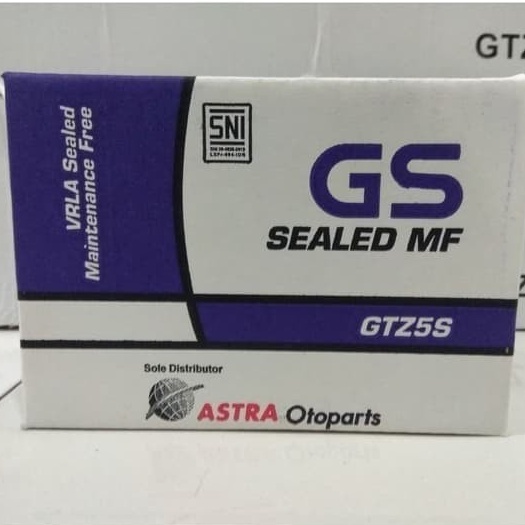 GTZ
VRLA Sealed
Maintenance Free
SNI
GS
SEALED MF
GTZ5S
Sole Distributor
ASTRA Otoparts